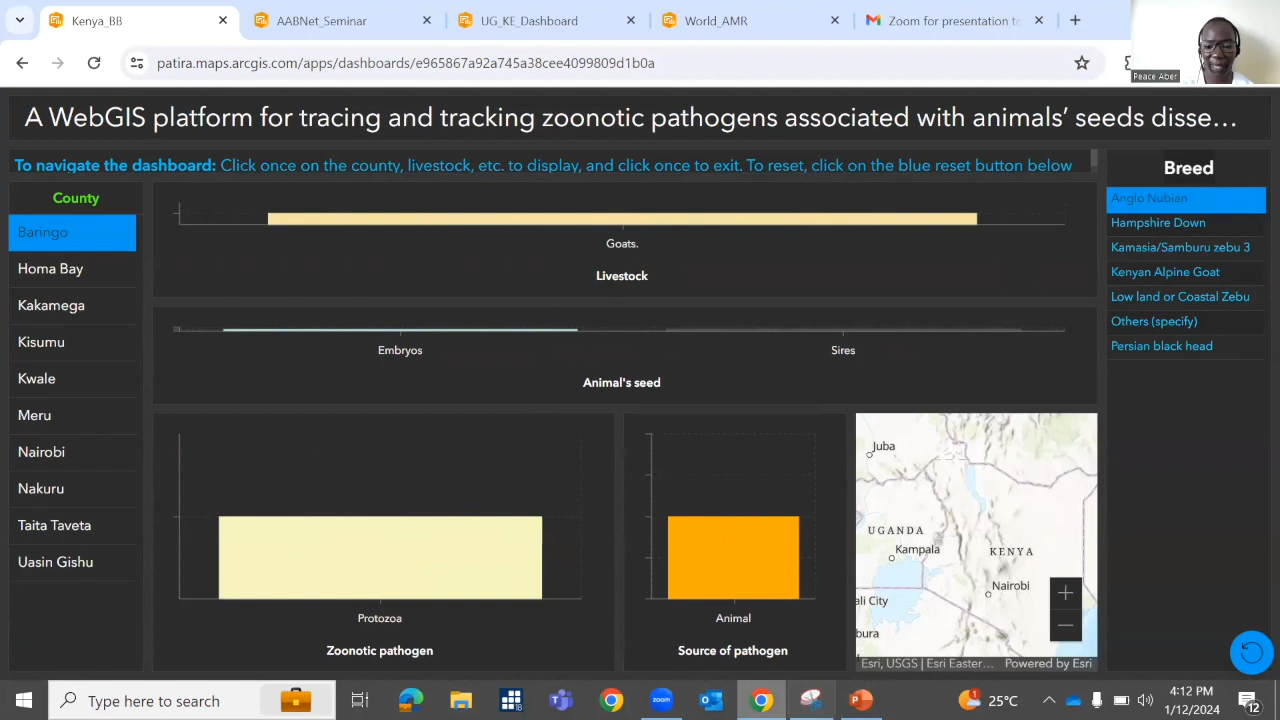 Kenya_BB
AABNet_Seminar
UG_KE_Dashboard
World_AMR
Zoom for presentation to
patira.maps.arcgis.com/apps/dashboards/e965867a92a745a38cee4099809d1b0a
Peace Aber
A WebGIS platform for tracing and tracking zoonotic pathogens associated with animals’ seeds disse...
To navigate the dashboard: Click once on the county, livestock, etc. to display, and click once to exit. To reset, click on the blue reset button below
County
Baringo
Homa Bay
Kakamega
Kisumu
Kwale
Meru
Nairobi
Nakuru
Taita Taveta
Uasin Gishu
Goats.
Livestock
Embryos
Sires
Animal's seed
Protozoa
Zoonotic pathogen
Animal
Source of pathogen
Juba
UGANDA
Kampala
KENYA
Nairobi
ali City
bura
Esri, USGS | Esri Easter...
Powered by Esri
Breed
Anglo Nubian
Hampshire Down
Kamasia/Samburu zebu 3
Kenyan Alpine Goat
Low land or Coastal Zebu
Others (specify)
Persian black head
Type here to search
zoom
25°C
4:12 PM
1/12/2024
12